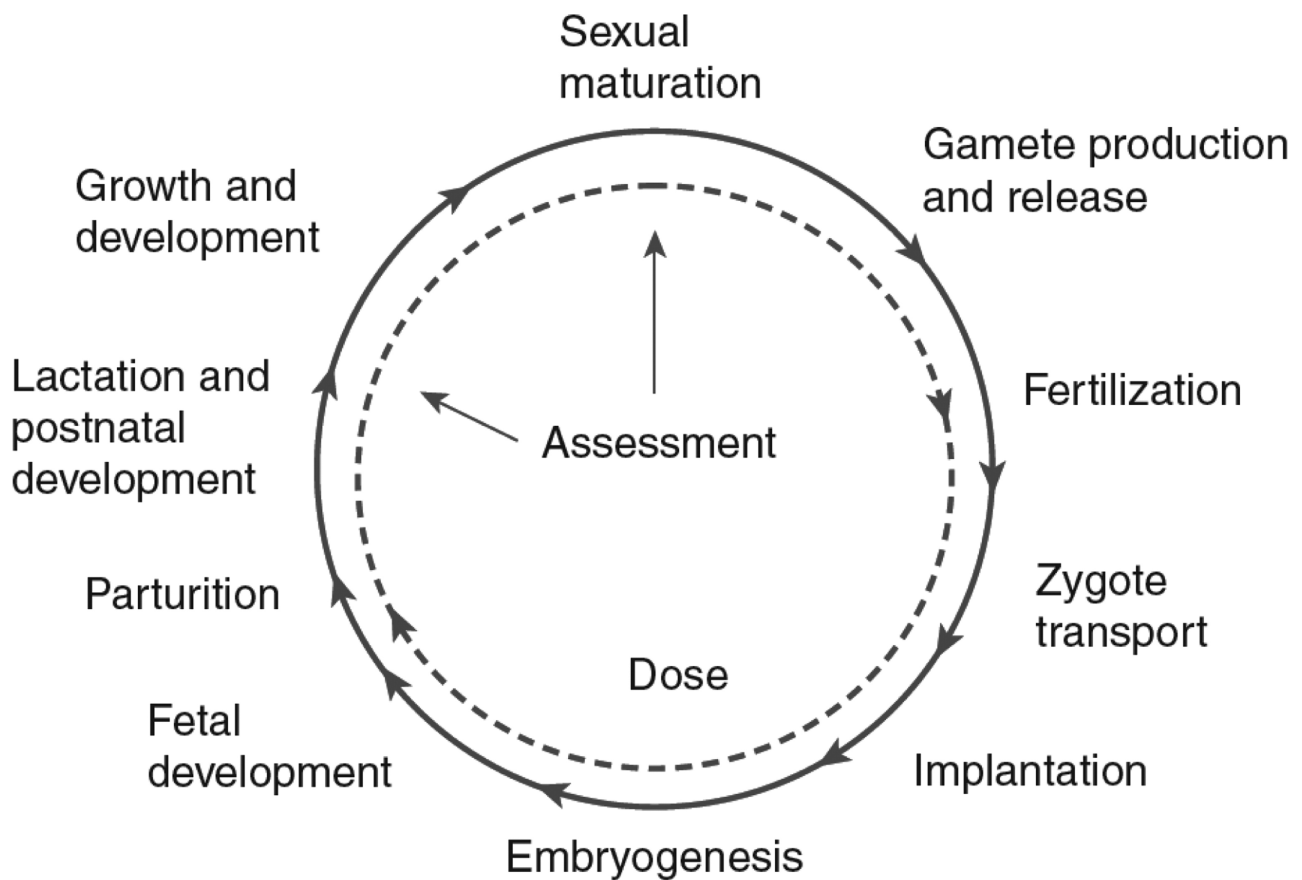 Sexual
maturation
Gamete production
and release
Fertilization
Zygote
transport
Implantation
Embryogenesis
Fetal
development
Parturition
Lactation and
postnatal
development
Growth and
development
Assessment
Dose